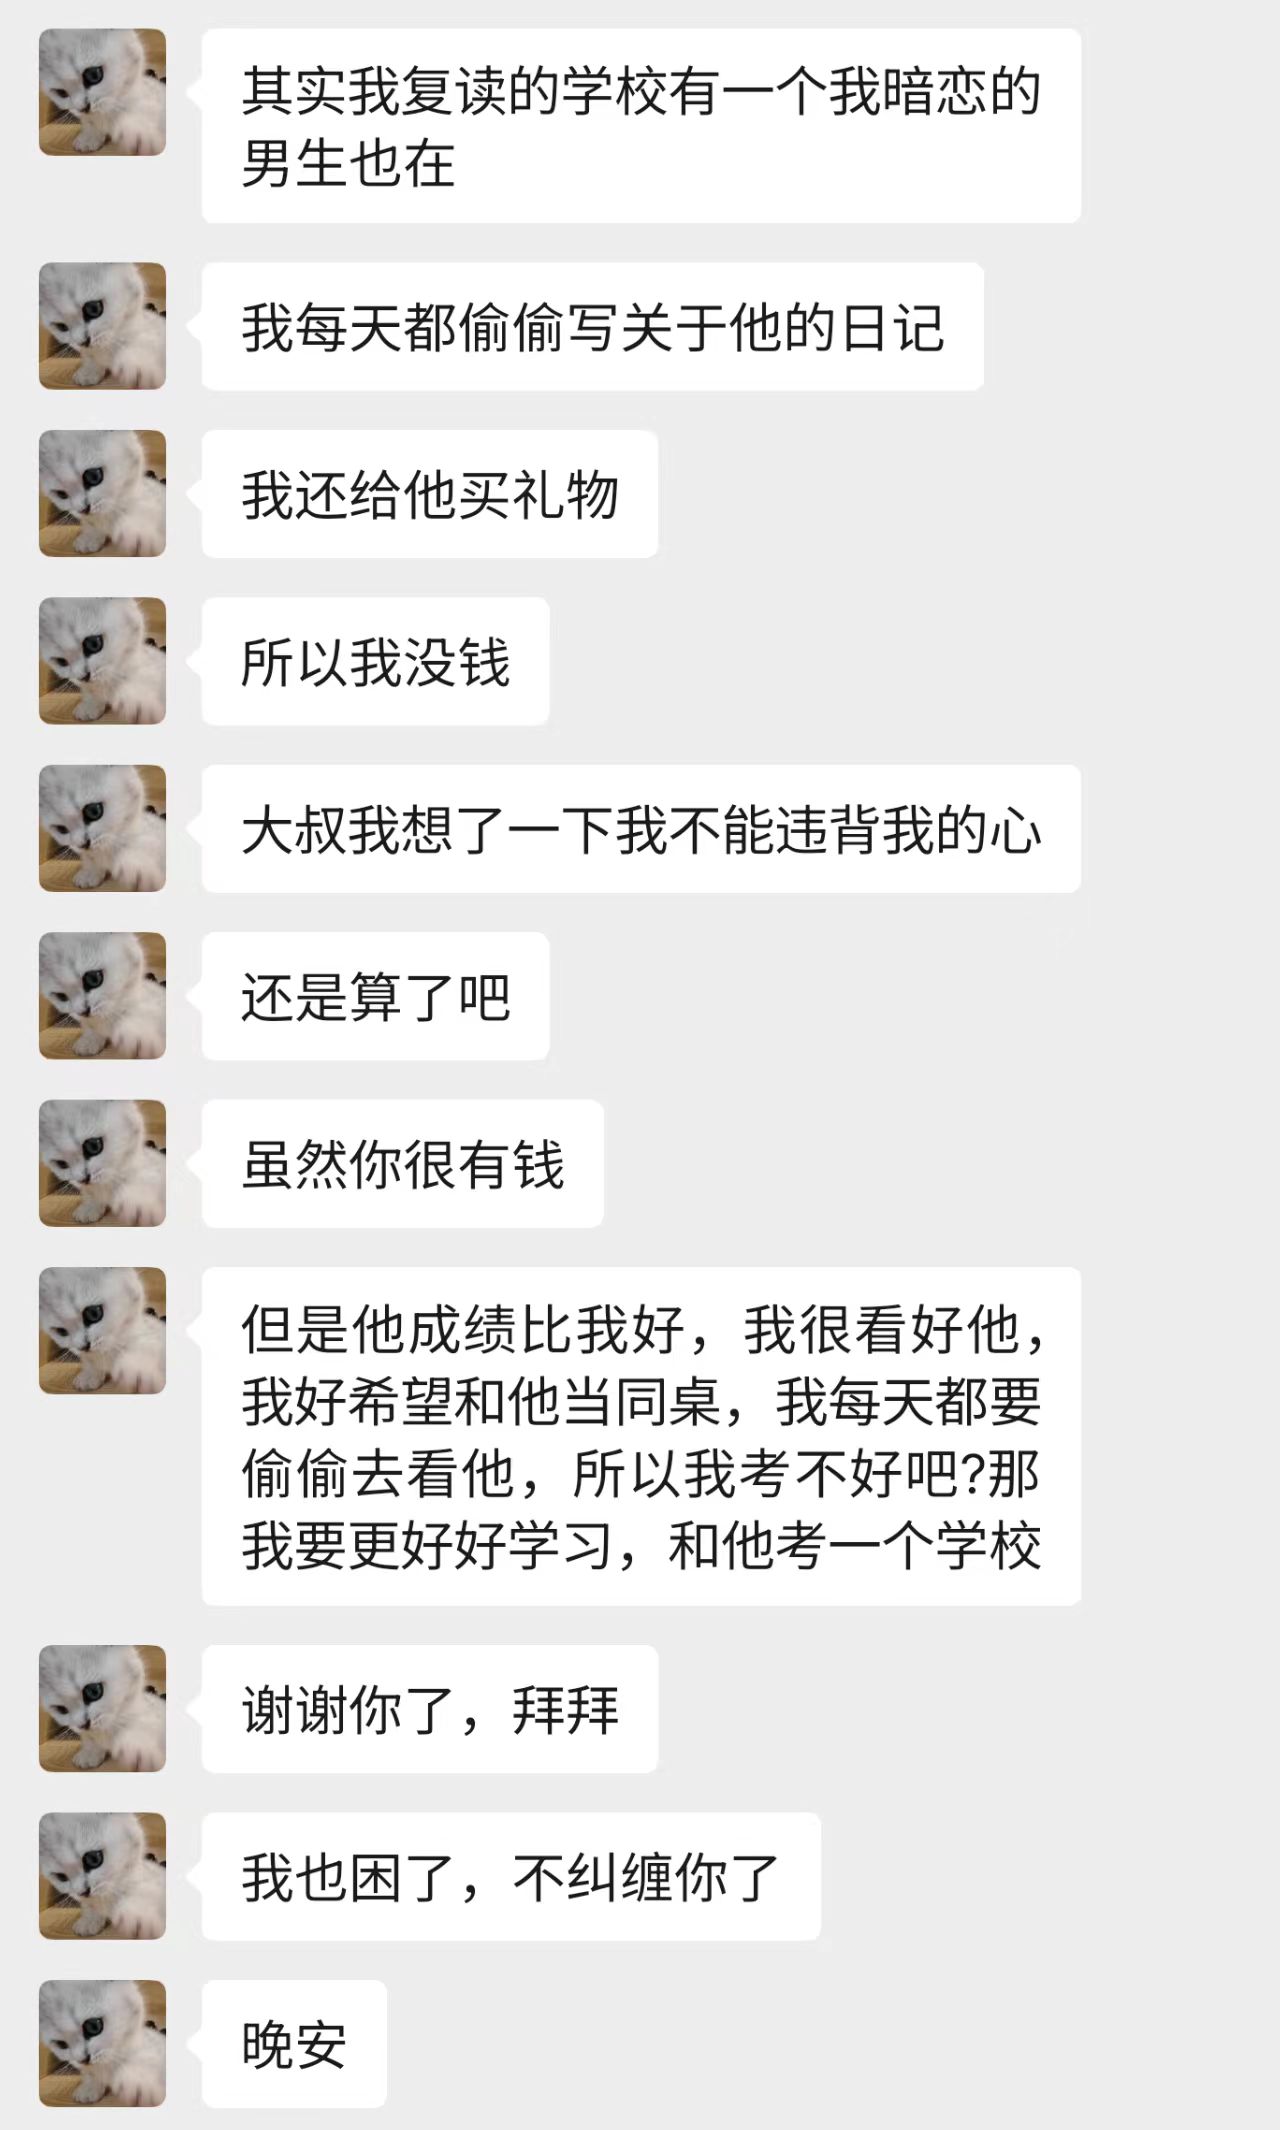 其实我复读的学校有一个我暗恋的
男生也在
我每天都偷偷写关于他的日记
我还给他买礼物
所以我没钱
大叔我想了一下我不能违背我的心
还是算了吧
虽然你很有钱
但是他成绩比我好，我很看好他，
我好希望和他当同桌，我每天都要
偷偷去看他，所以我考不好吧?那
我要更好好学习，和他考一个学校
谢谢你了，拜拜
我也困了，不纠缠你了
晚安